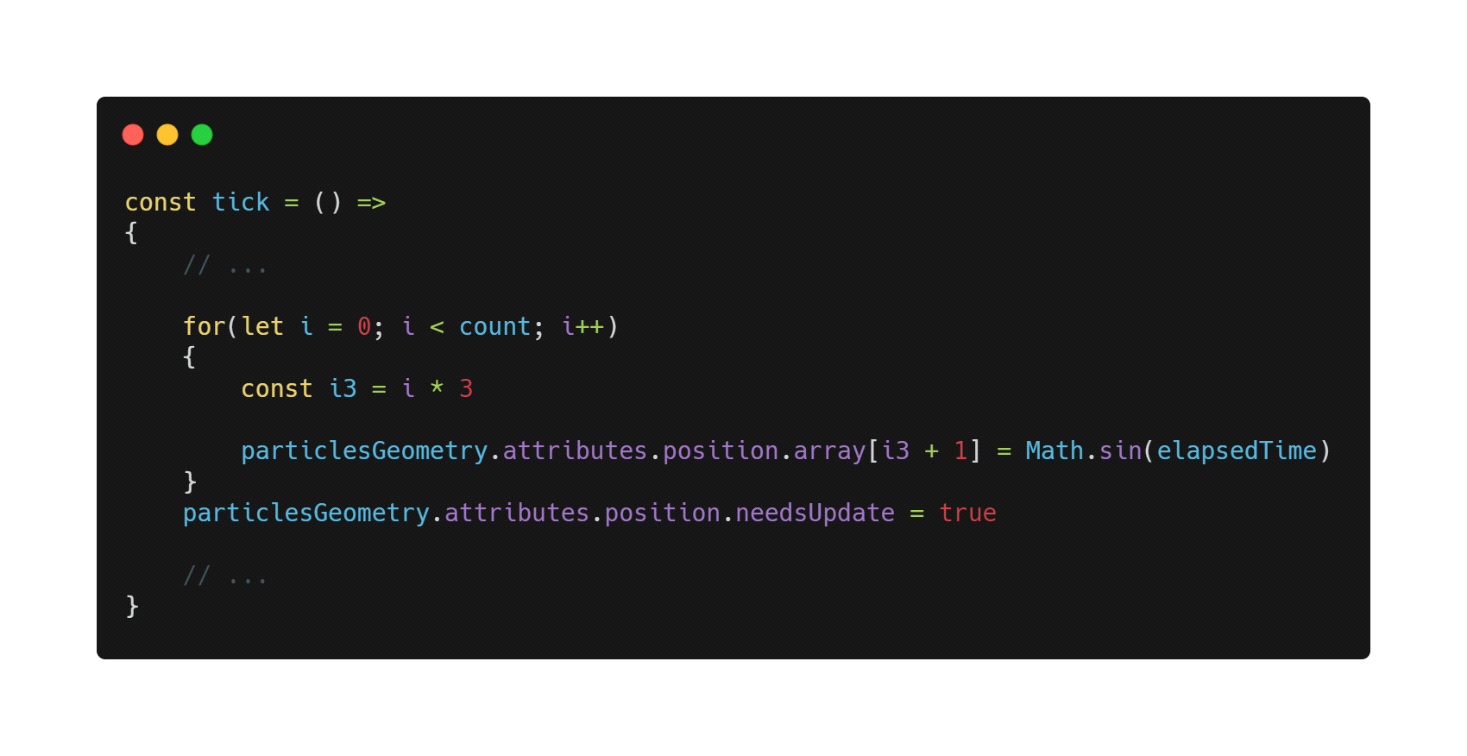 const tick = () =>
{
    // ...

    for(let i = 0; i < count; i++)
    {
        const i3 = i * 3

        particlesGeometry.attributes.position.array[i3 + 1] = Math.sin(elapsedTime)
    }
    particlesGeometry.attributes.position.needsUpdate = true

    // ...
}